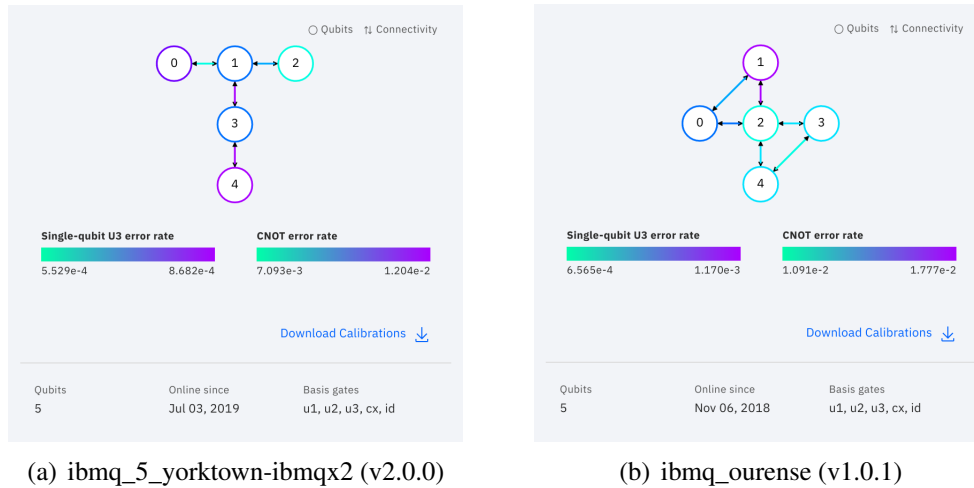 Qubits Connectivity
0 1 2
3
4
Single-qubit U3 error rate CNOT error rate
5.529e-4 8.682e-4 7.093e-3 1.204e-2
Download Calibrations
Qubits Online since Basis gates
5 Jul 03, 2019 u1, u2, u3, cx, id
(a) ibmq_5_yorktown-ibmqx2 (v2.0.0)
Qubits Connectivity
1
0 2 3
4
Single-qubit U3 error rate CNOT error rate
6.565e-4 1.170e-3 1.091e-2 1.777e-2
Download Calibrations
Qubits Online since Basis gates
5 Nov 06, 2018 u1, u2, u3, cx, id
(b) ibmq_ourense (v1.0.1)